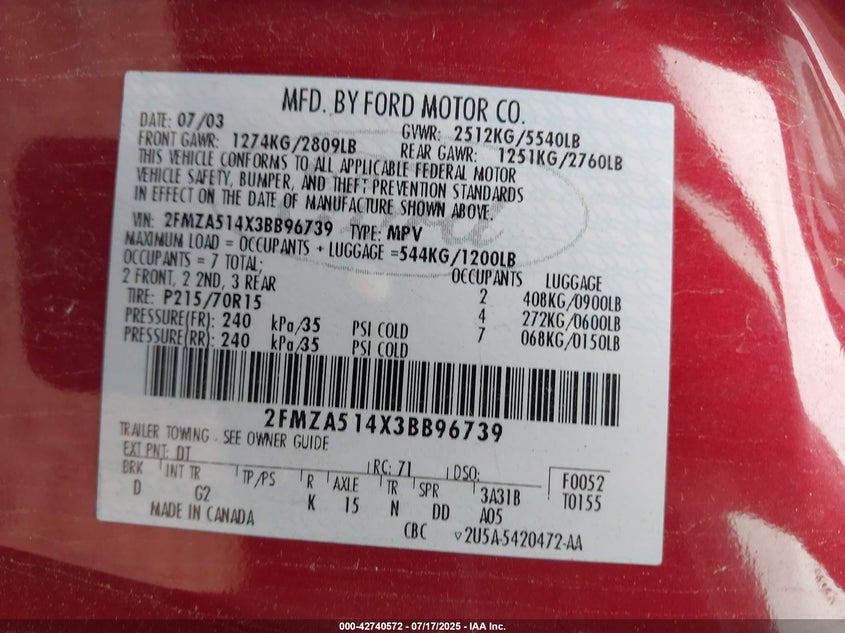 MFD. BY FORD MOTOR CO.
DATE: 07/03 GVWR: 2512KG/5540LB
FRONT GAWR: 1274KG/2809LB REAR GAWR: 1251KG/2760LB
THIS VEHICLE CONFORMS TO ALL APPLICABLE FEDERAL MOTOR
VEHICLE SAFETY, BUMPER, AND THEFT PREVENTION STANDARDS
IN EFFECT ON THE DATE OF MANUFACTURE SHOWN ABOVE.
VIN: 2FMZA514X3BB96739 TYPE: MPV
MAXIMUM LOAD = OCCUPANTS + LUGGAGE =544KG/1200LB
OCCUPANTS = 7 TOTAL; OCCUPANTS LUGGAGE
2 FRONT, 2 2ND, 3 REAR 2 408KG/0900LB
TIRE: P215/70R15 4 272KG/0600LB
PRESSURE(FR): 240 kPa/35 PSI COLD 7 068KG/0150LB
PRESSURE(RR): 240 kPa/35 PSI COLD
2FMZA514X3BB96739
TRAILER TOWING - SEE OWNER GUIDE
EXT PNT: DT RC: 71 DSO: F0052
BRK INT TR TP/PS R AXLE TR SPR 3A31B T0155
D G2 K 15 N DD A05
MADE IN CANADA CBC ▿2U5A-5420472-AA
000-42740572 - 07/17/2025 - IAA Inc.